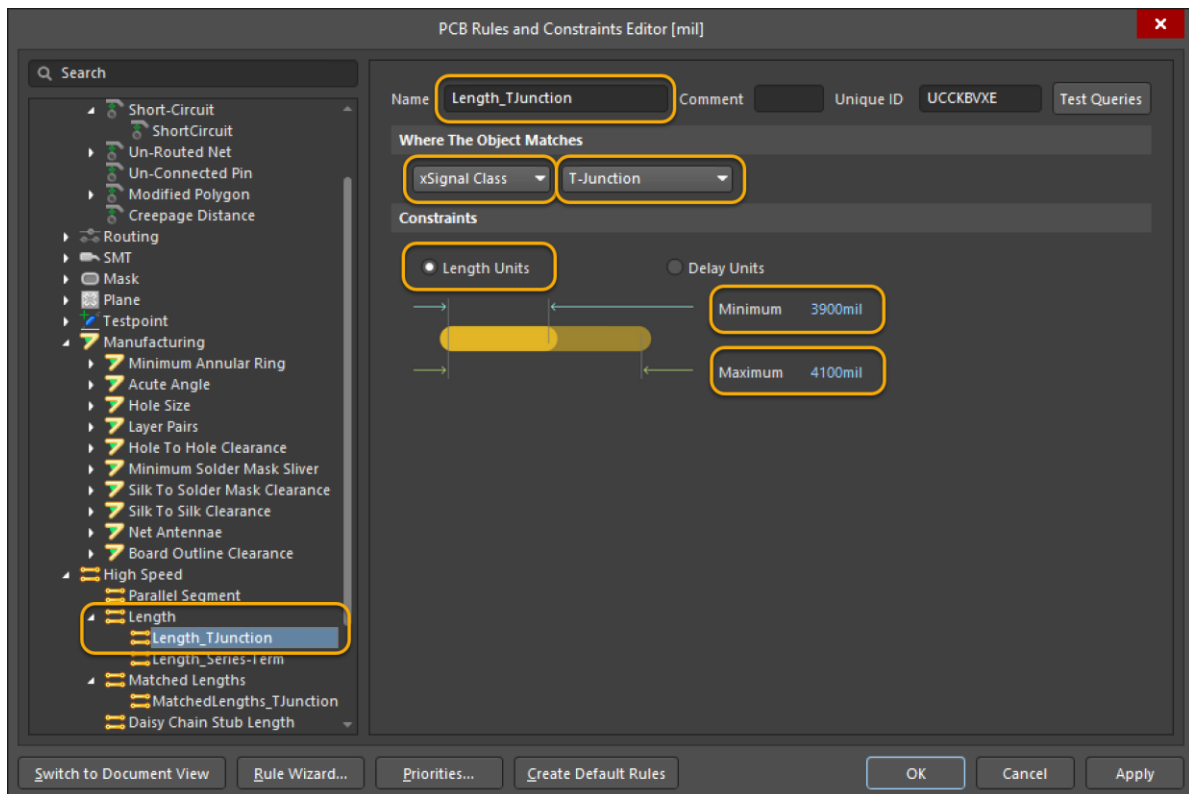 PCB Rules and Constraints Editor [mil]
Search
Short-Circuit
ShortCircuit
Un-Routed Net
Un-Connected Pin
Modified Polygon
Creepage Distance
Routing
SMT
Mask
Plane
Testpoint
Manufacturing
Minimum Annular Ring
Acute Angle
Hole Size
Layer Pairs
Hole To Hole Clearance
Minimum Solder Mask Sliver
Silk To Solder Mask Clearance
Silk To Silk Clearance
Net Antennae
Board Outline Clearance
High Speed
Parallel Segment
Length
Length_TJunction
Length_Series-Term
Matched Lengths
MatchedLengths_TJunction
Daisy Chain Stub Length
Name Length_TJunction Comment Unique ID UCCKBVXE Test Queries
Where The Object Matches
xSignal Class T-Junction
Constraints
Length Units Delay Units
Minimum 3900mil
Maximum 4100mil
Switch to Document View Rule Wizard... Priorities... Create Default Rules OK Cancel Apply